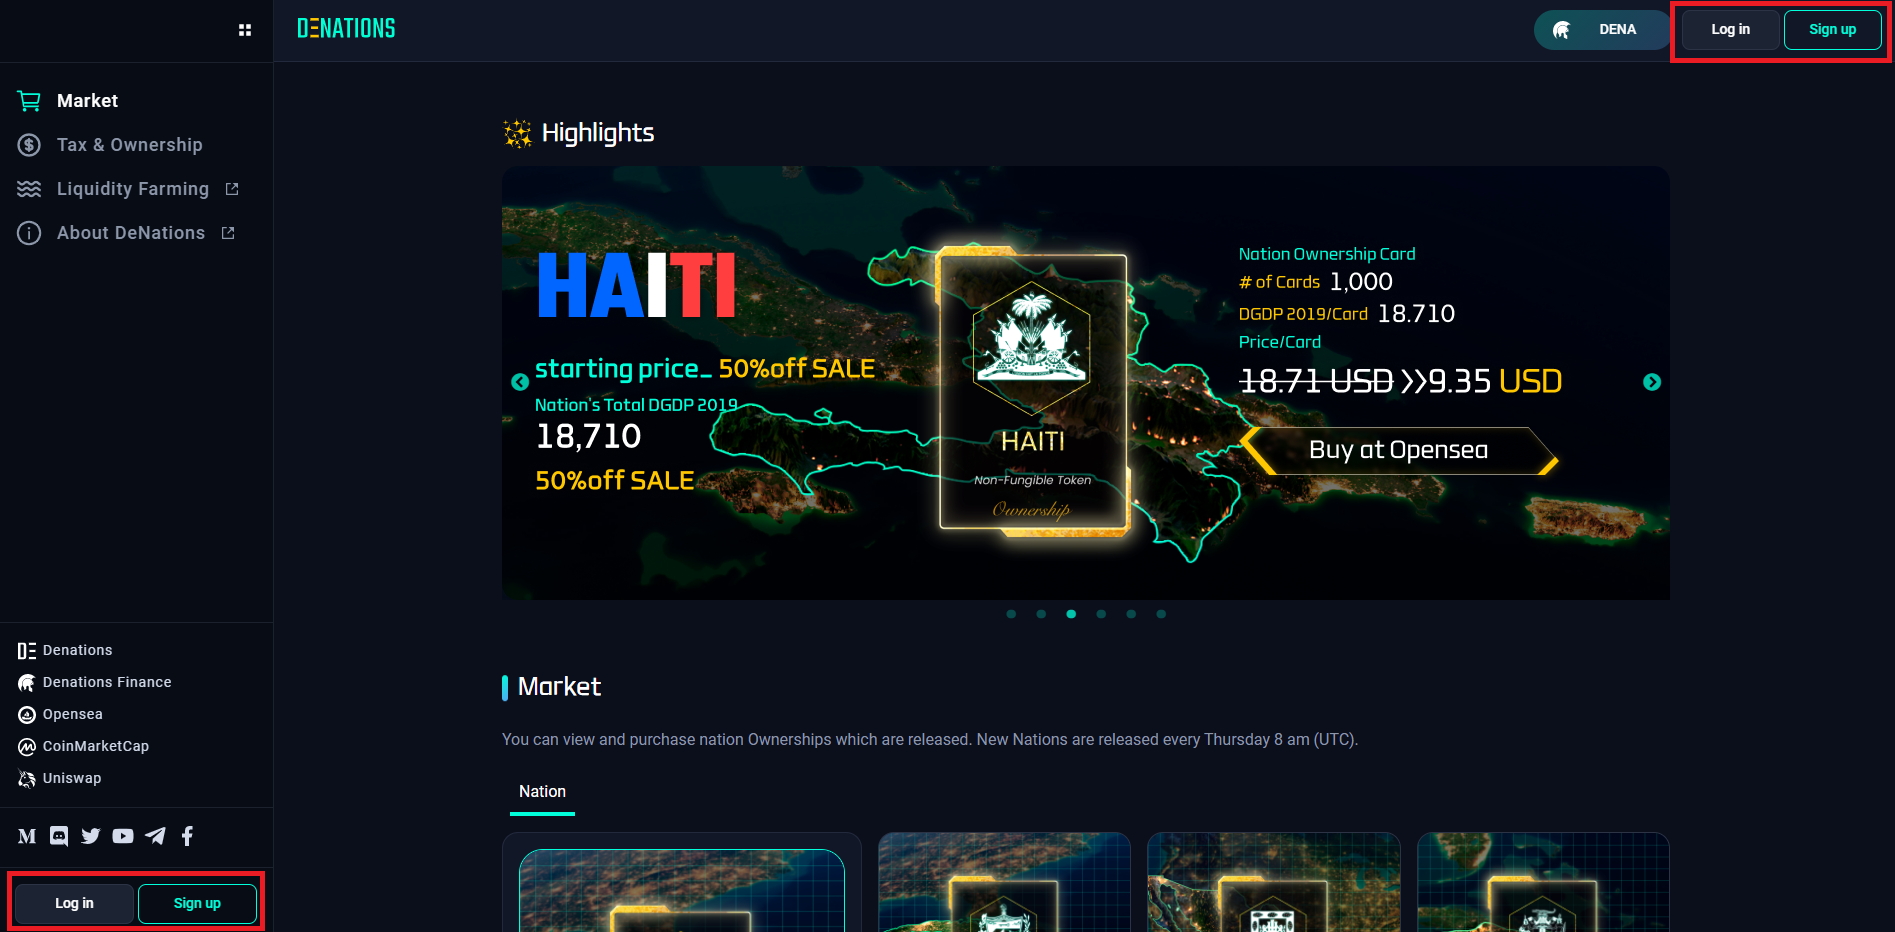 DENATIONS
DENA
Log in
Sign up
Market
Tax & Ownership
Liquidity Farming
About DeNations
Highlights
HAITI
starting price_ 50%off SALE
Nation's Total DGDP 2019
18,710
50%off SALE
HAITI
Non-Fungible Token
Ownership
Nation Ownership Card
# of Cards 1,000
DGDP 2019/Card 18.710
Price/Card
18.71 USD 9.35 USD
Buy at Opensea
Denations
Denations Finance
Opensea
CoinMarketCap
Uniswap
Log in
Sign up
Market
You can view and purchase nation Ownerships which are released. New Nations are released every Thursday 8 am (UTC).
Nation